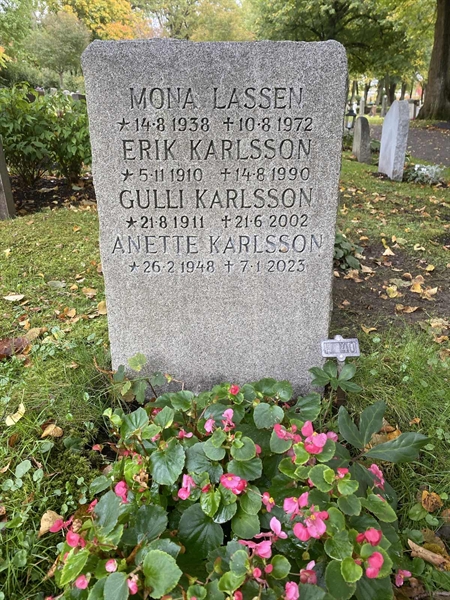 MONA LASSEN
*14·8 1938 †10·8 1972
ERIK KARLSSON
*5·11 1910 †14·8 1990
GULLI KARLSSON
*21·8 1911 †21·6 2002
ANETTE KARLSSON
*26·2 1948 †7·1 2023